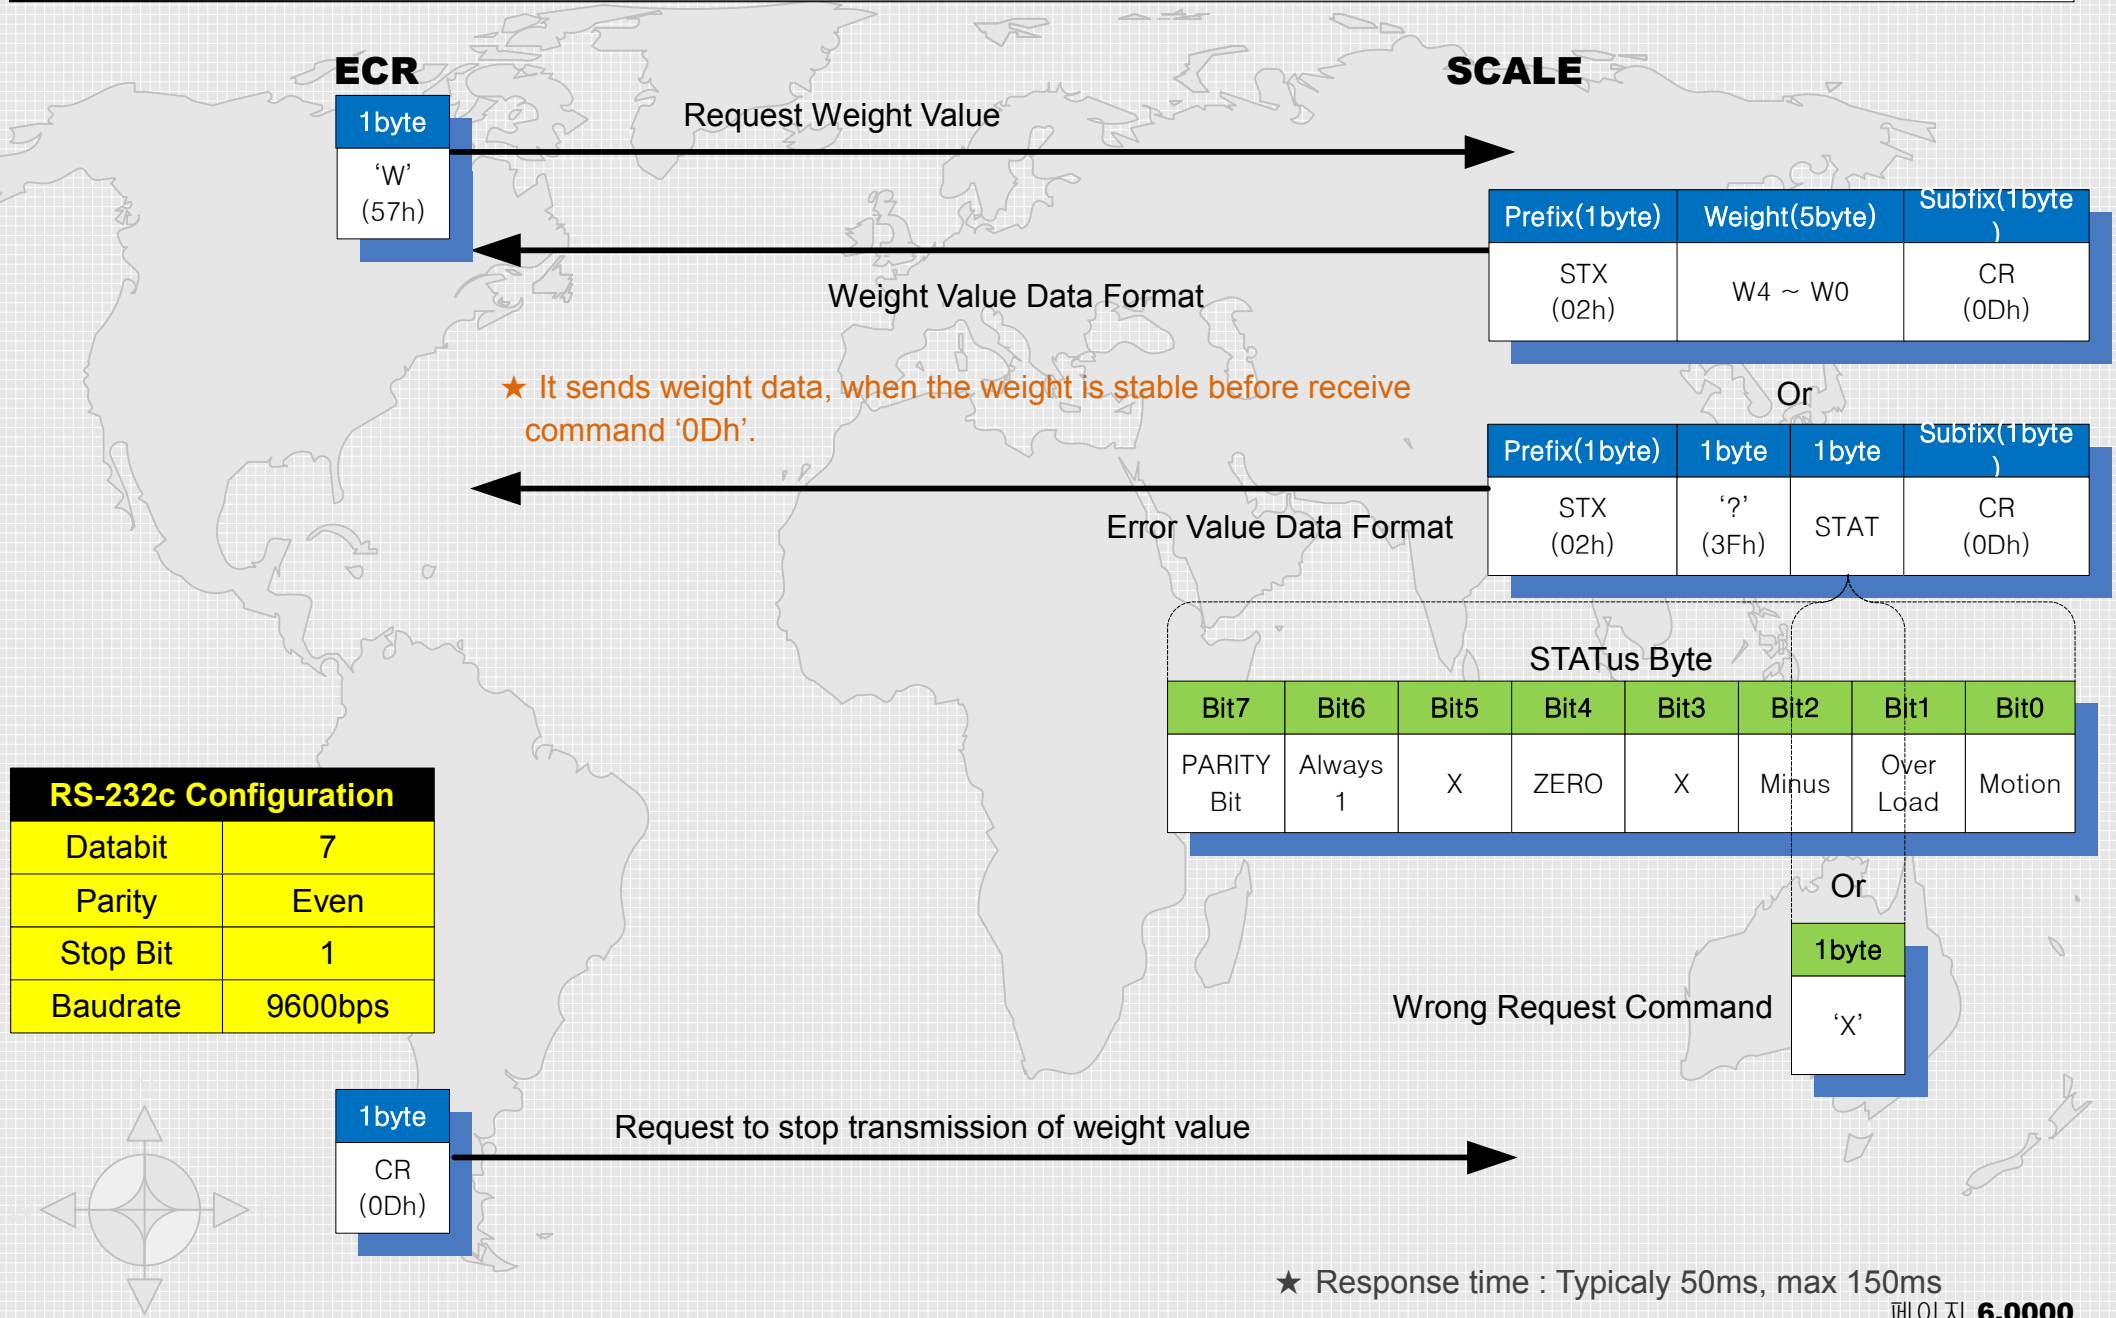 ECR
SCALE
1byte
‘W’
(57h)
Request Weight Value
Prefix(1byte)
Weight(5byte)
Subfix(1byte
)
STX
(02h)
W4 ~ W0
CR
(0Dh)
Weight Value Data Format
★ It sends weight data, when the weight is stable before receive
command ‘0Dh’.
Or
Prefix(1byte)
1byte
1byte
Subfix(1byte
)
STX
(02h)
‘?’
(3Fh)
STAT
CR
(0Dh)
Error Value Data Format
STATus Byte
Bit7
Bit6
Bit5
Bit4
Bit3
Bit2
Bit1
Bit0
PARITY
Bit
Always
1
X
ZERO
X
Minus
Over
Load
Motion
RS-232c Configuration
Databit 7
Parity Even
Stop Bit 1
Baudrate 9600bps
Or
1byte
‘X’
Wrong Request Command
1byte
CR
(0Dh)
Request to stop transmission of weight value
★ Response time : Typicaly 50ms, max 150ms
페이지 6.0000